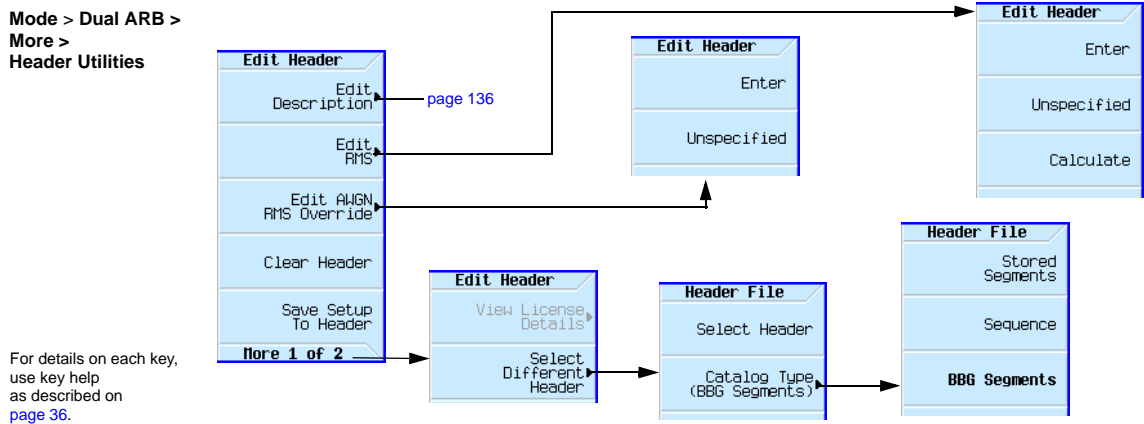 Mode > Dual ARB >
More >
Header Utilities
Edit Header
Edit
Description
page 136
Edit
RMS
Edit AWGN
RMS Override
Clear Header
Save Setup
To Header
More 1 of 2
Edit Header
Enter
Unspecified
Edit Header
Enter
Unspecified
Calculate
Edit Header
View License
Details
Select
Different
Header
Header File
Select Header
Catalog Type
(BBG Segments)
Header File
Stored
Segments
Sequence
BBG Segments
For details on each key,
use key help
as described on
page 36.